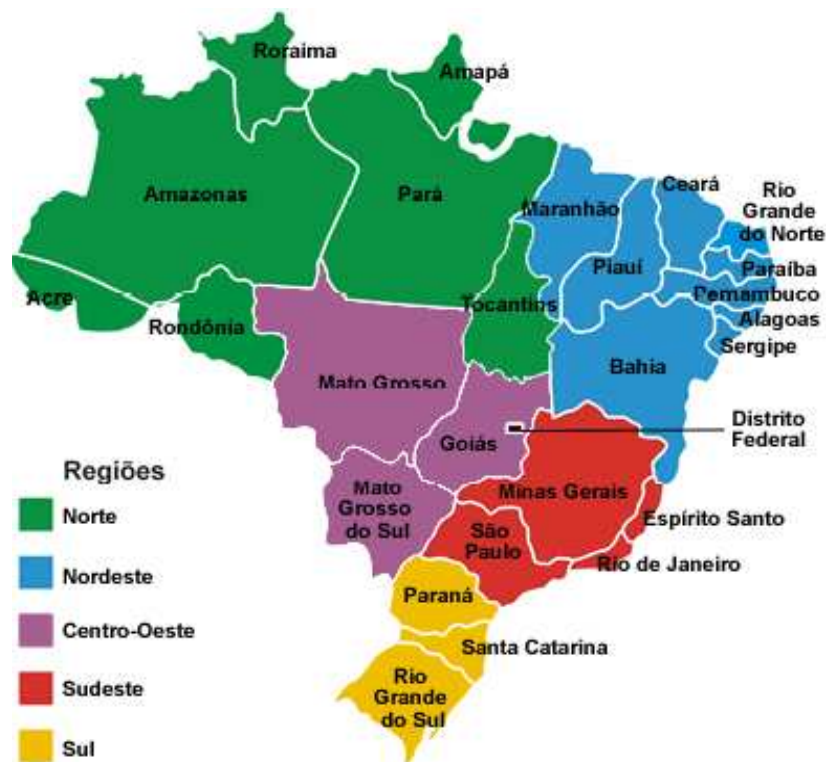 Roraima
Amapá
Amazonas
Pará
Maranhão
Ceará
Rio
Grande
do Norte
Piauí
Paraíba
Pernambuco
Acre
Rondônia
Tocantins
Alagoas
Sergipe
Bahia
Mato Grosso
Goiás
Distrito
Federal
Mato
Grosso
do Sul
Minas Gerais
Espírito Santo
São
Paulo
Rio de Janeiro
Paraná
Santa Catarina
Rio
Grande
do Sul
Regiões
Norte
Nordeste
Centro-Oeste
Sudeste
Sul